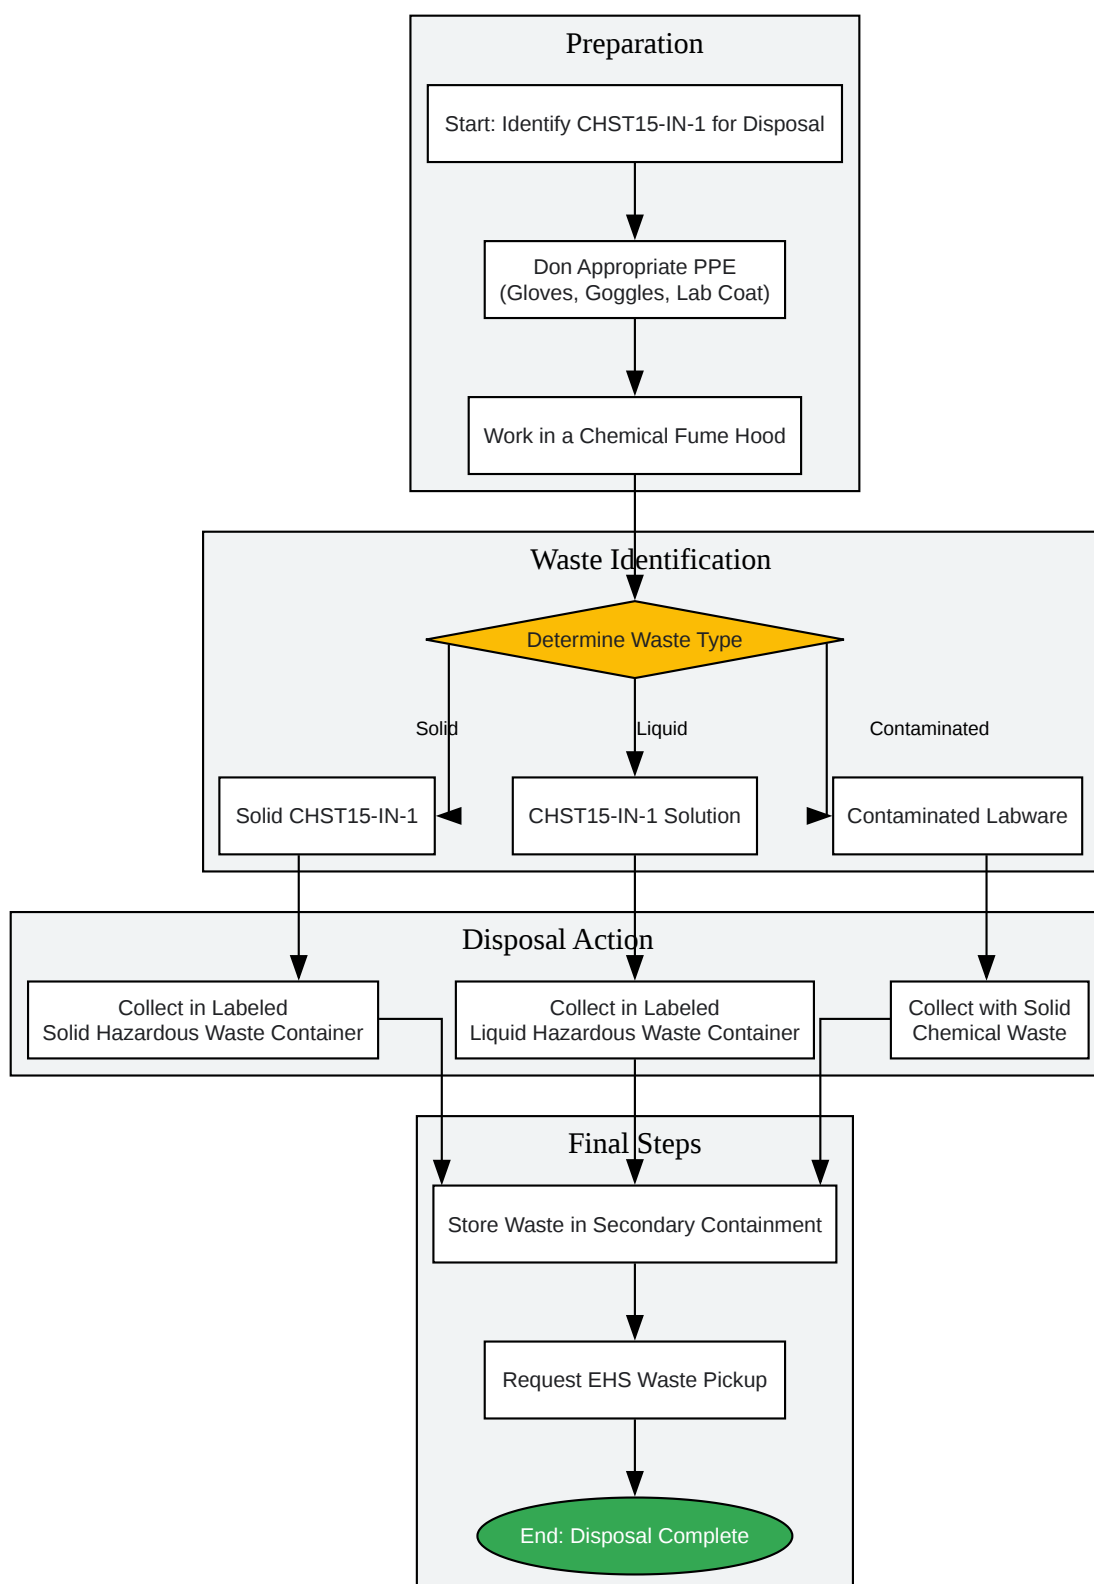 Preparation
Start: Identify CHST15-IN-1 for Disposal
Don Appropriate PPE
(Gloves, Goggles, Lab Coat)
Work in a Chemical Fume Hood
Waste Identification
Determine Waste Type
Solid
Liquid
Contaminated
Solid CHST15-IN-1
CHST15-IN-1 Solution
Contaminated Labware
Disposal Action
Collect in Labeled
Solid Hazardous Waste Container
Collect in Labeled
Liquid Hazardous Waste Container
Collect with Solid
Chemical Waste
Final Steps
Store Waste in Secondary Containment
Request EHS Waste Pickup
End: Disposal Complete